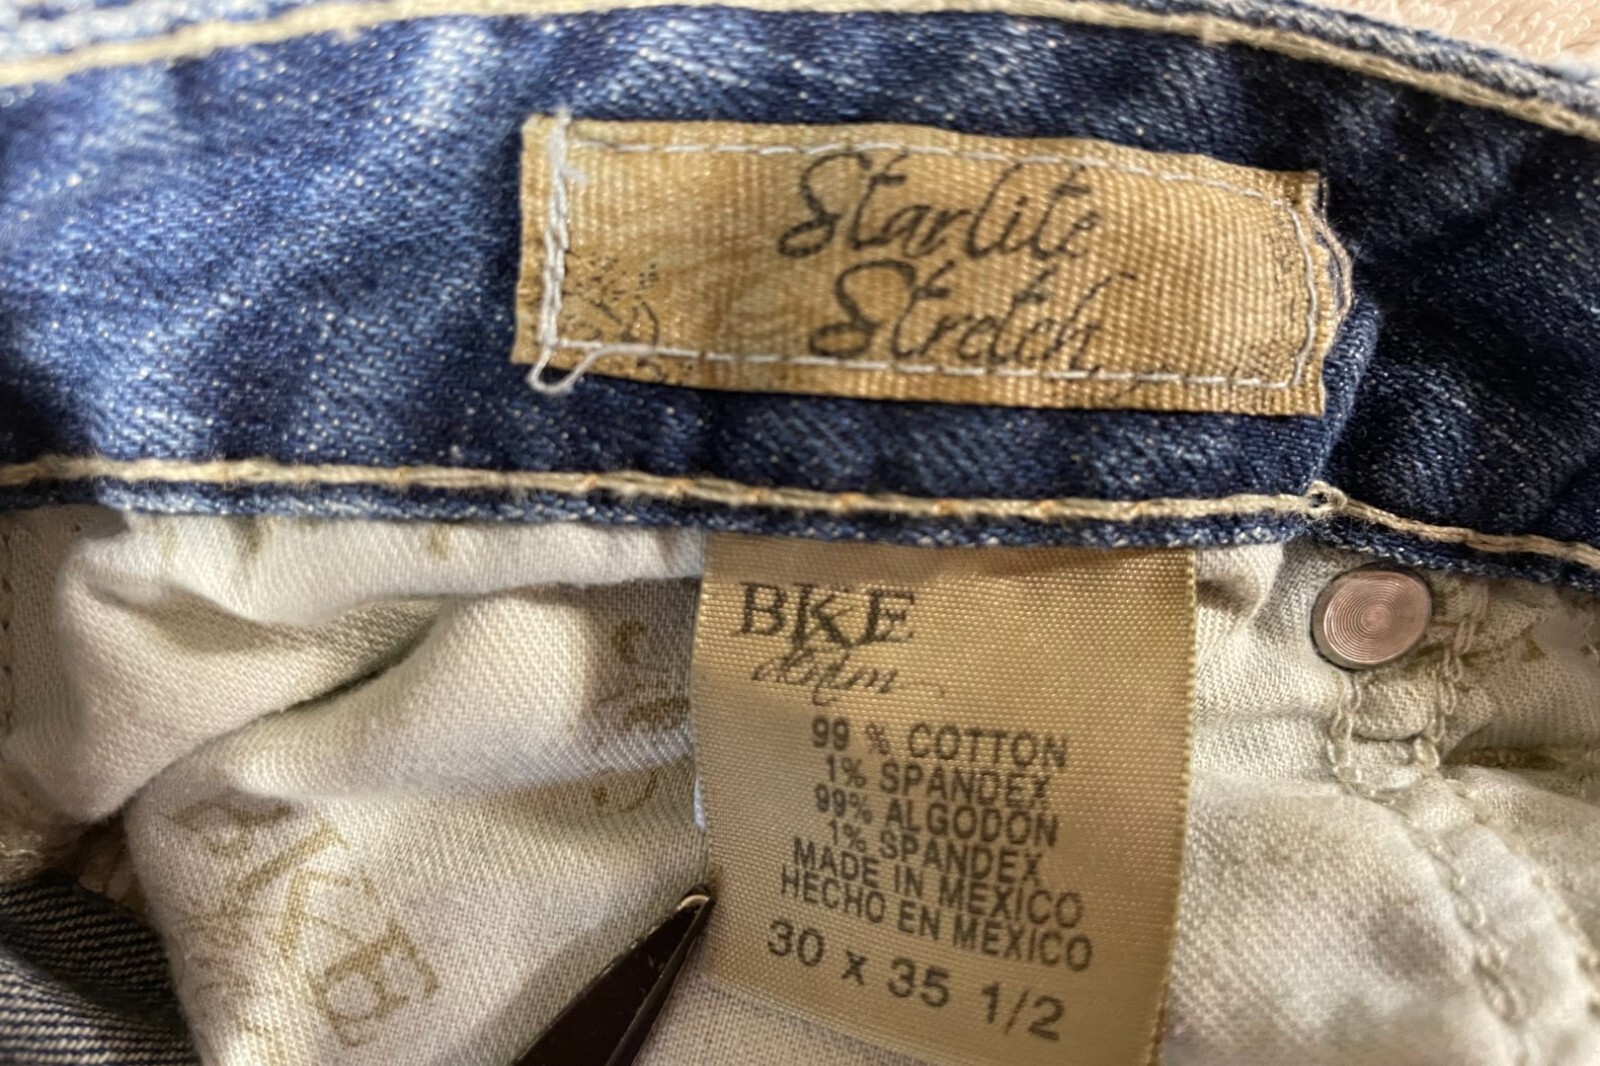 Starlite
Stretch
BKE
denim
99 % COTTON
1% SPANDEX
99% ALGODON
1% SPANDEX
MADE IN MEXICO
HECHO EN MEXICO
30 x 35 1/2
BKE